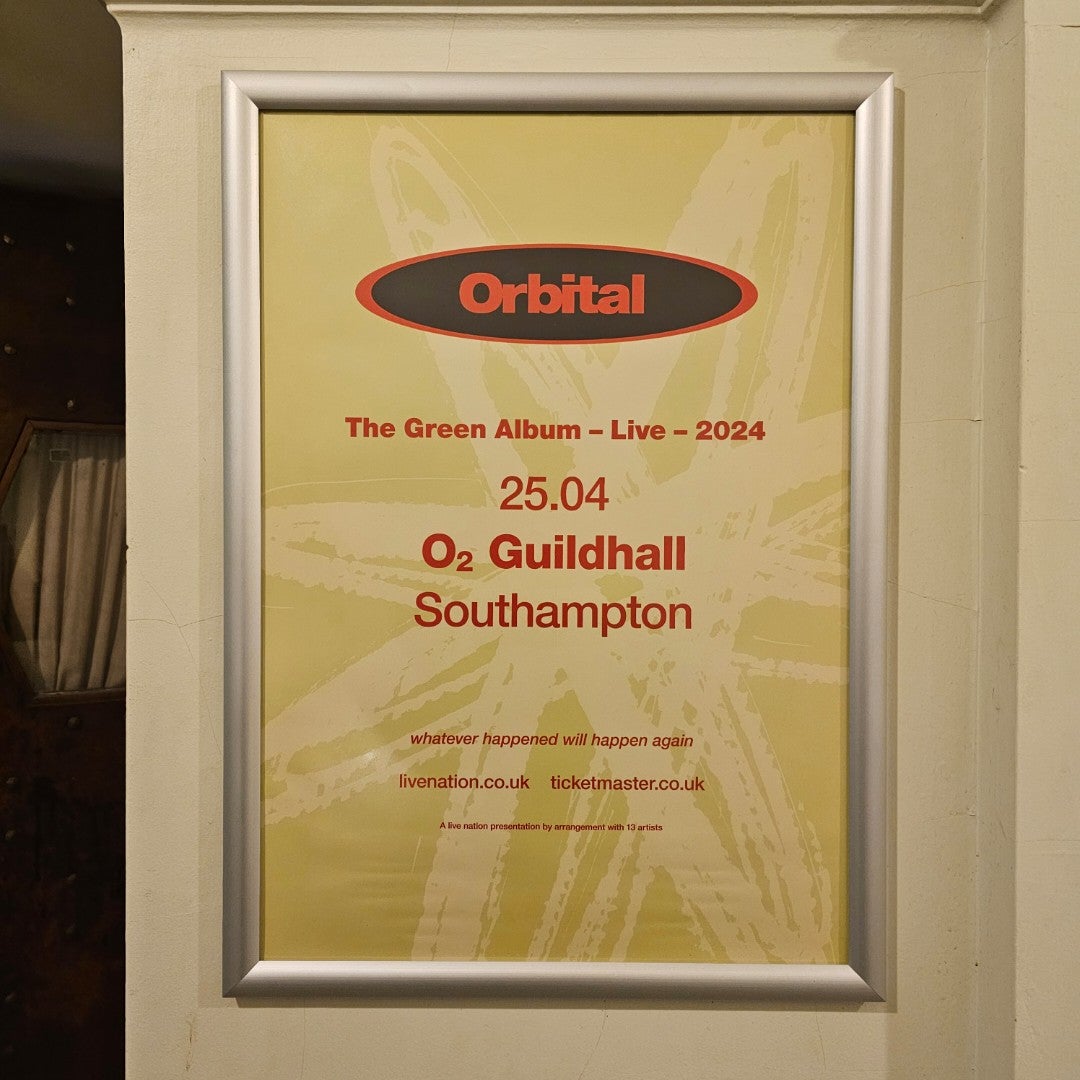 Orbital
The Green Album – Live – 2024
25.04
O₂ Guildhall
Southampton
whatever happened will happen again
livenation.co.uk ticketmaster.co.uk
A live nation presentation by arrangement with 13 artists